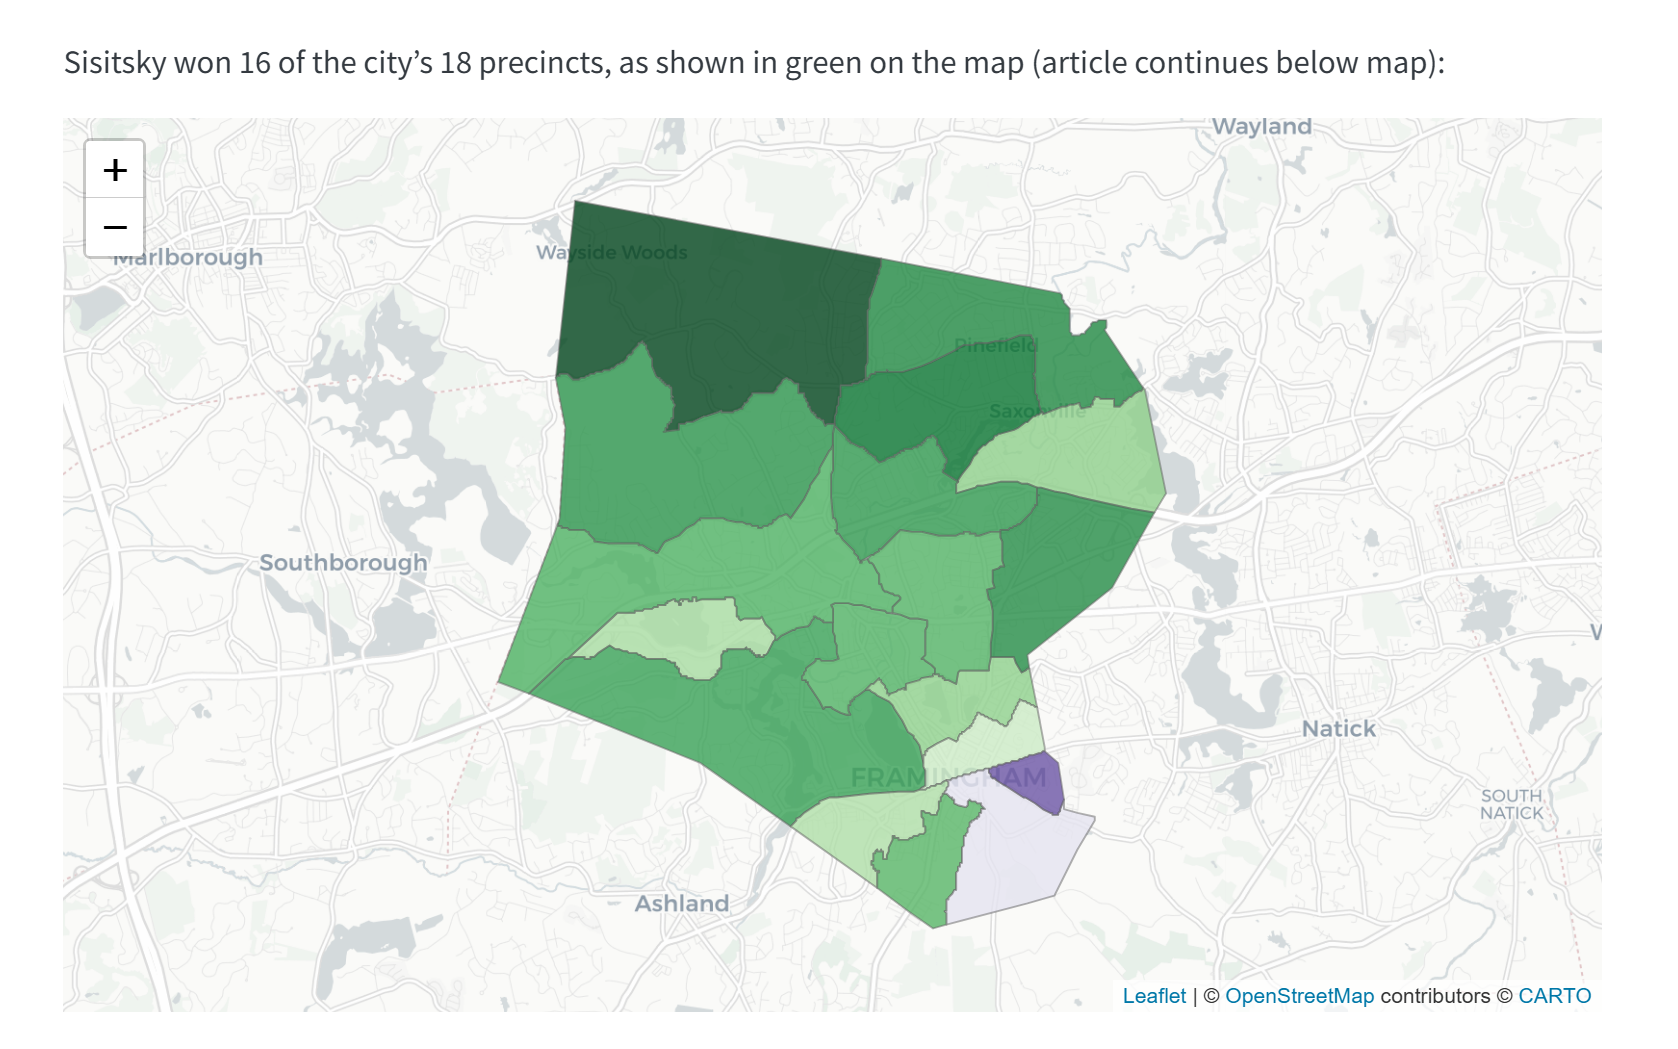 Sisitsky won 16 of the city’s 18 precincts, as shown in green on the map (article continues below map):
+
−
Wayland
Marlborough
Wayside Woods
Pinefield
Saxonville
Southborough
Natick
FRAMINGHAM
SOUTH
NATICK
Ashland
Leaflet | © OpenStreetMap contributors © CARTO